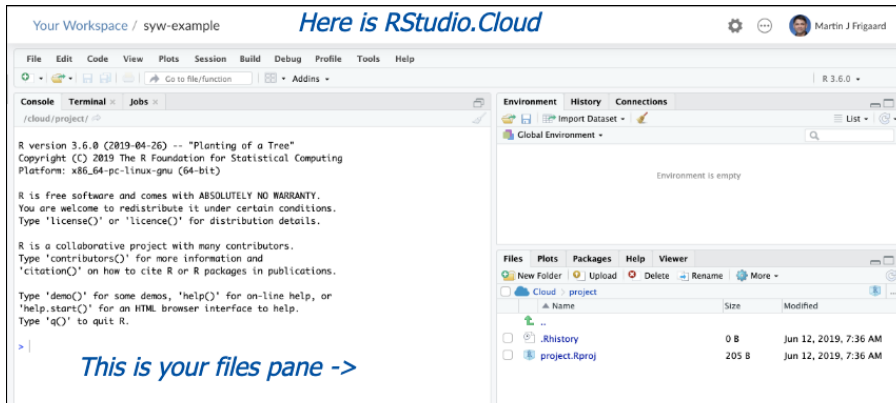 Your Workspace / syw-example
Here is RStudio.Cloud
Martin J Frigaard
File Edit Code View Plots Session Build Debug Profile Tools Help
Go to file/function
Addins
R 3.6.0
Console Terminal × Jobs ×
/cloud/project/
R version 3.6.0 (2019-04-26) -- "Planting of a Tree"
Copyright (C) 2019 The R Foundation for Statistical Computing
Platform: x86_64-pc-linux-gnu (64-bit)
R is free software and comes with ABSOLUTELY NO WARRANTY.
You are welcome to redistribute it under certain conditions.
Type 'license()' or 'licence()' for distribution details.
R is a collaborative project with many contributors.
Type 'contributors()' for more information and
'citation()' on how to cite R or R packages in publications.
Type 'demo()' for some demos, 'help()' for on-line help, or
'help.start()' for an HTML browser interface to help.
Type 'q()' to quit R.
>
This is your files pane ->
Environment History Connections
Import Dataset
List
Global Environment
Environment is empty
Files Plots Packages Help Viewer
New Folder Upload Delete Rename More
Cloud > project
Name Size Modified
..
.Rhistory 0 B Jun 12, 2019, 7:36 AM
project.Rproj 205 B Jun 12, 2019, 7:36 AM